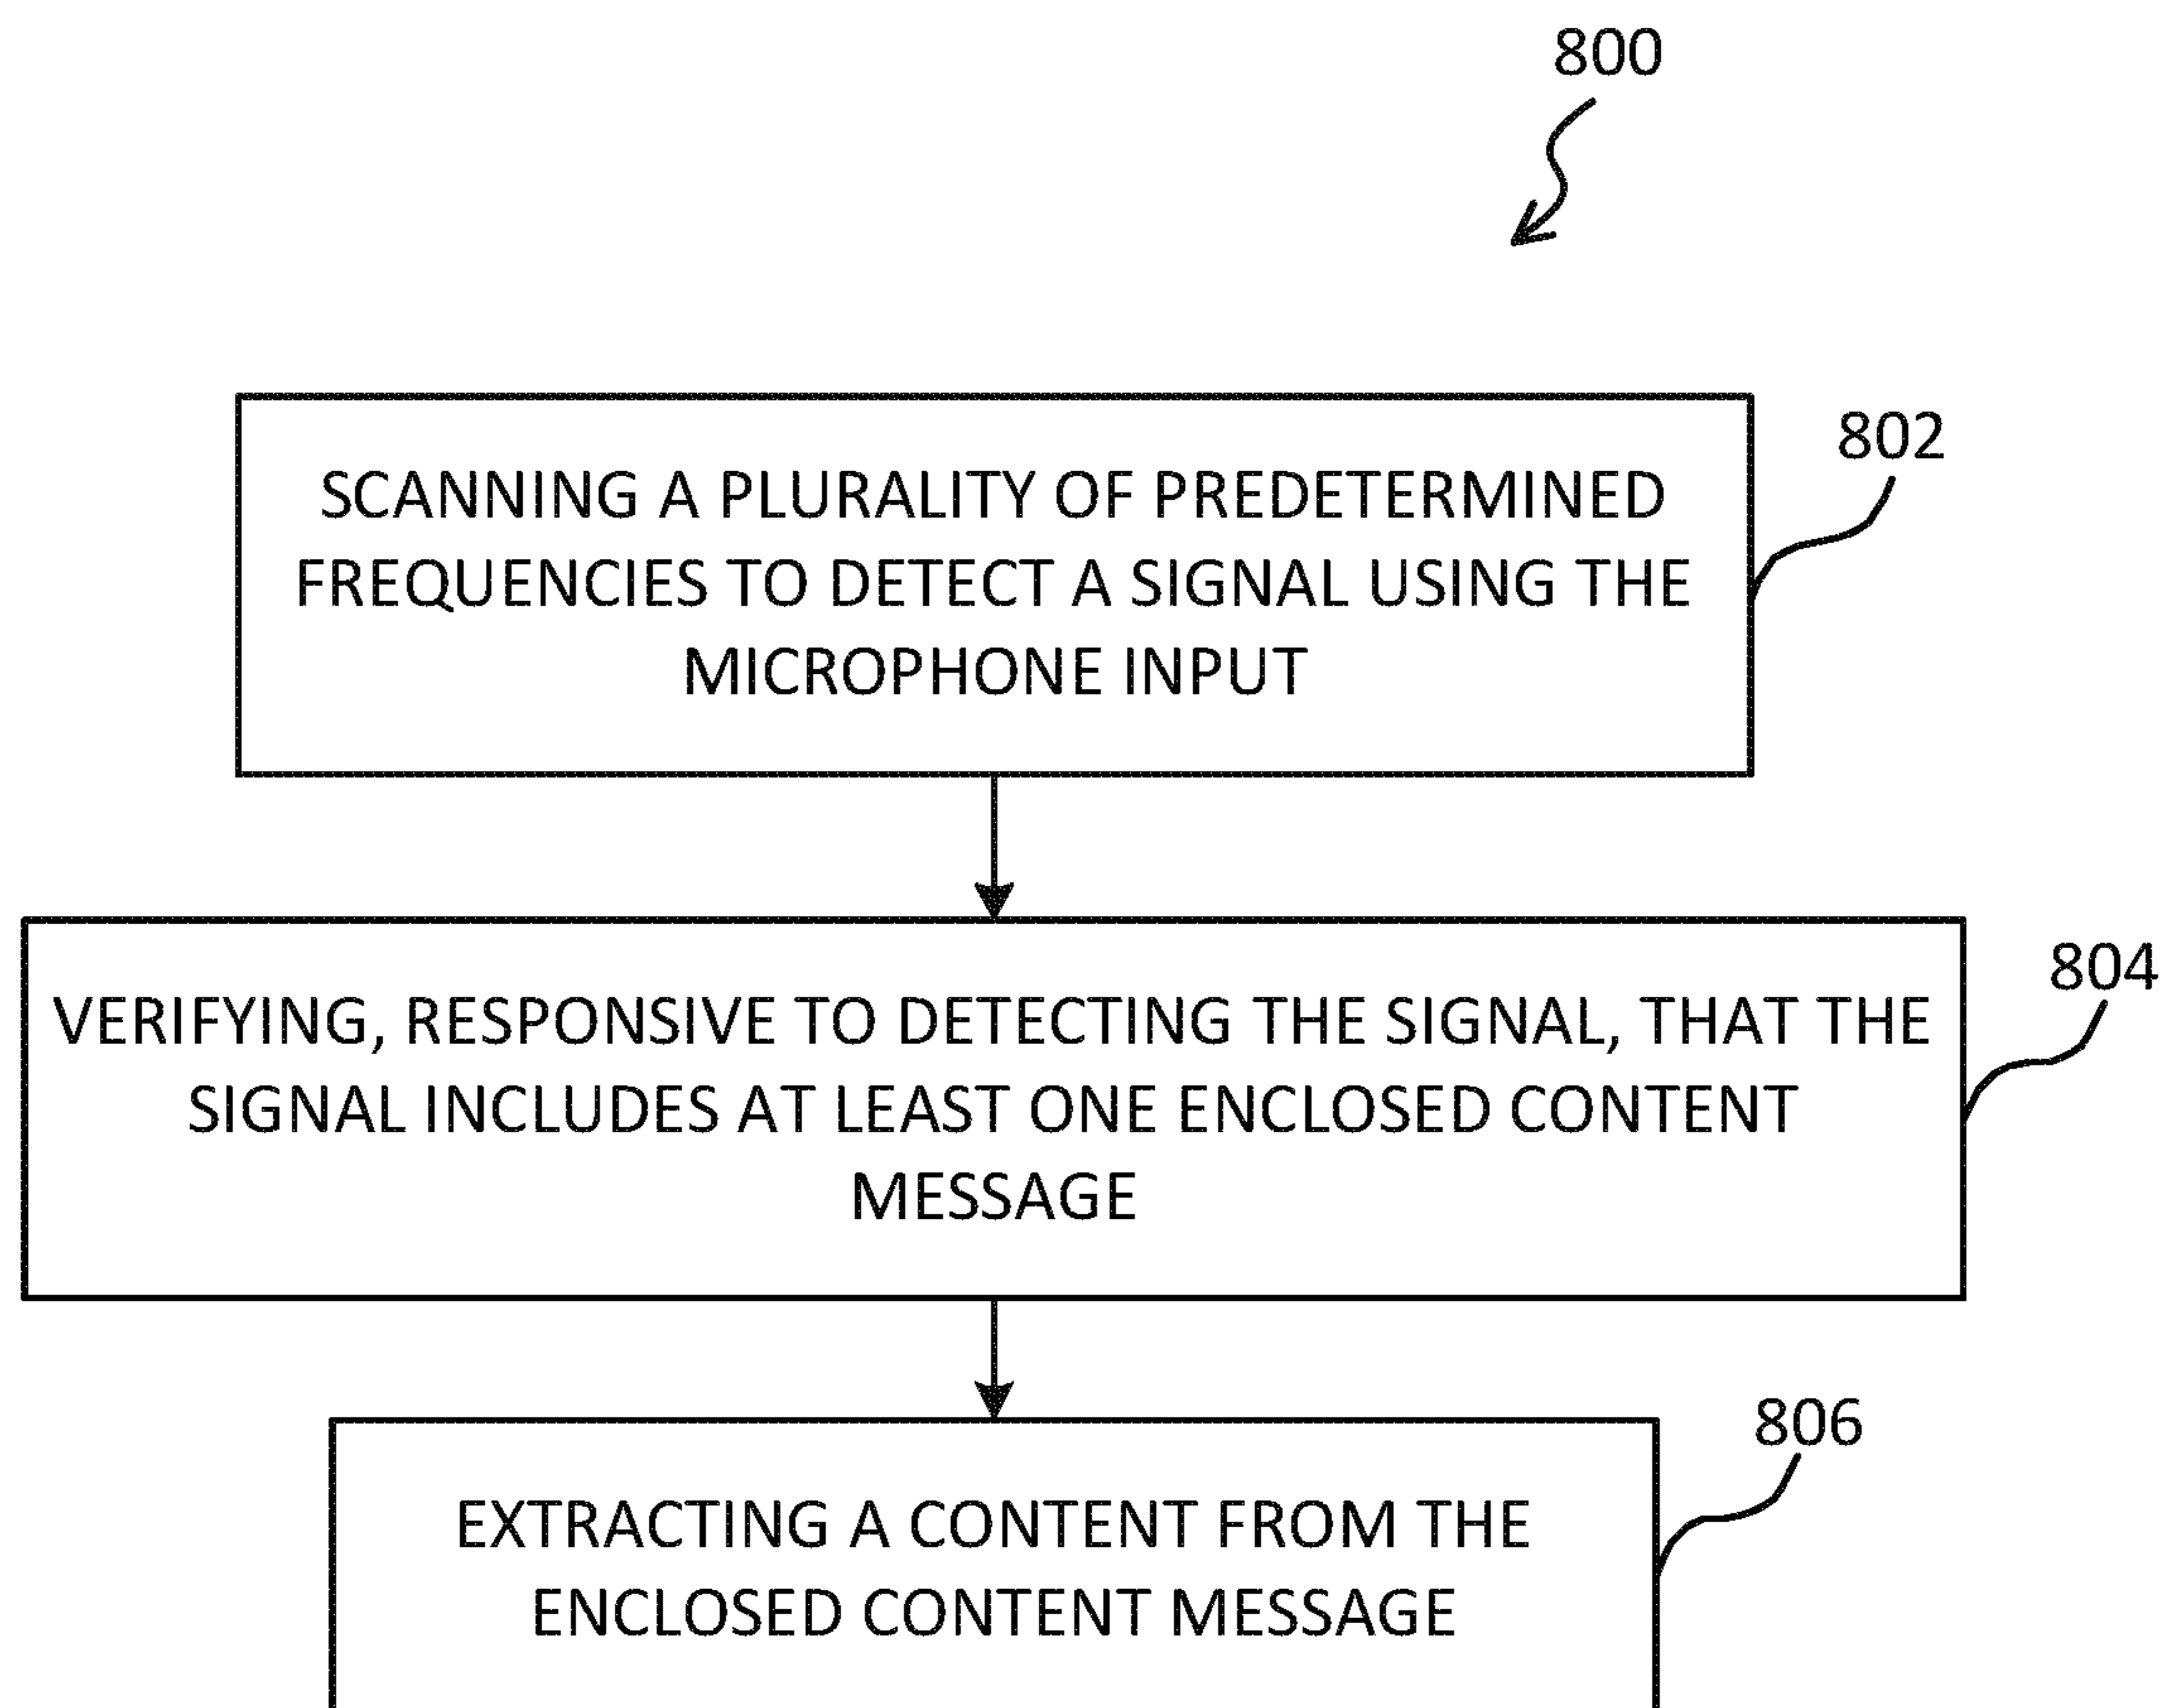 800
802
SCANNING A PLURALITY OF PREDETERMINED
FREQUENCIES TO DETECT A SIGNAL USING THE
MICROPHONE INPUT
804
VERIFYING, RESPONSIVE TO DETECTING THE SIGNAL, THAT THE
SIGNAL INCLUDES AT LEAST ONE ENCLOSED CONTENT
MESSAGE
806
EXTRACTING A CONTENT FROM THE
ENCLOSED CONTENT MESSAGE